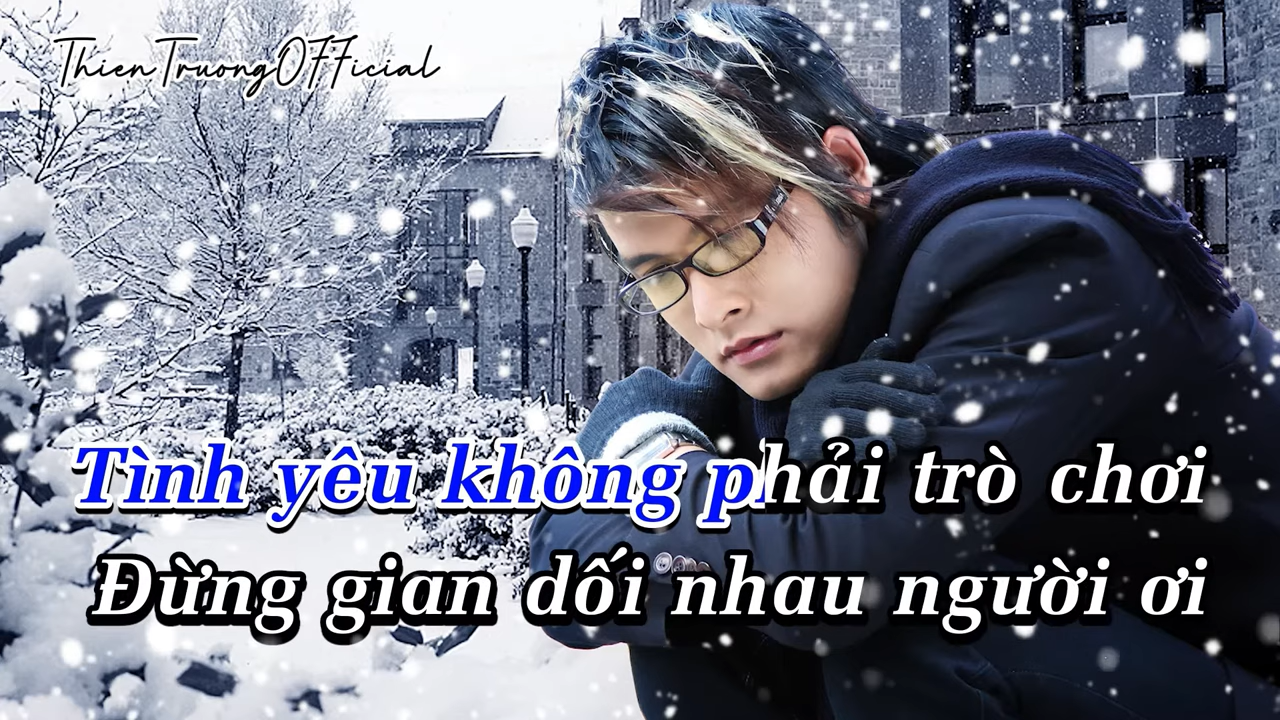 ThienTruongOfficial
Tình yêu không phải trò chơi
Đừng gian dối nhau người ơi